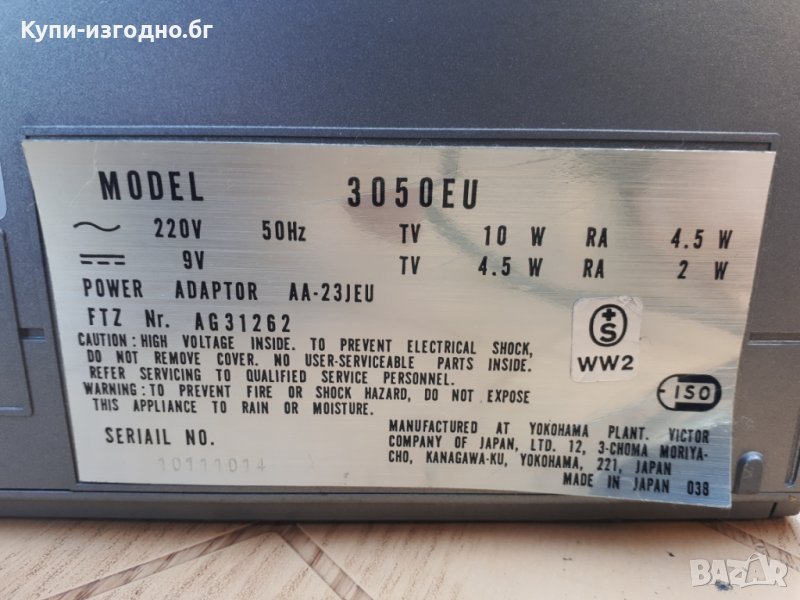 Купи-изгодно.бг
MODEL 3050EU
220V 50Hz TV 10 W RA 4.5 W
9V TV 4.5 W RA 2 W
POWER ADAPTOR AA-23JEU
FTZ Nr. AG31262
CAUTION : HIGH VOLTAGE INSIDE. TO PREVENT ELECTRICAL SHOCK,
DO NOT REMOVE COVER. NO USER-SERVICEABLE PARTS INSIDE.
REFER SERVICING TO QUALIFIED SERVICE PERSONNEL.
WARNING : TO PREVENT FIRE OR SHOCK HAZARD, DO NOT EXPOSE
THIS APPLIANCE TO RAIN OR MOISTURE.
S
WW2
ISO
SERIAIL NO.
10111014
MANUFACTURED AT YOKOHAMA PLANT. VICTOR
COMPANY OF JAPAN, LTD. 12, 3-CHOMA MORIYA-
CHO, KANAGAWA-KU, YOKOHAMA, 221, JAPAN
MADE IN JAPAN 038
BAZAR